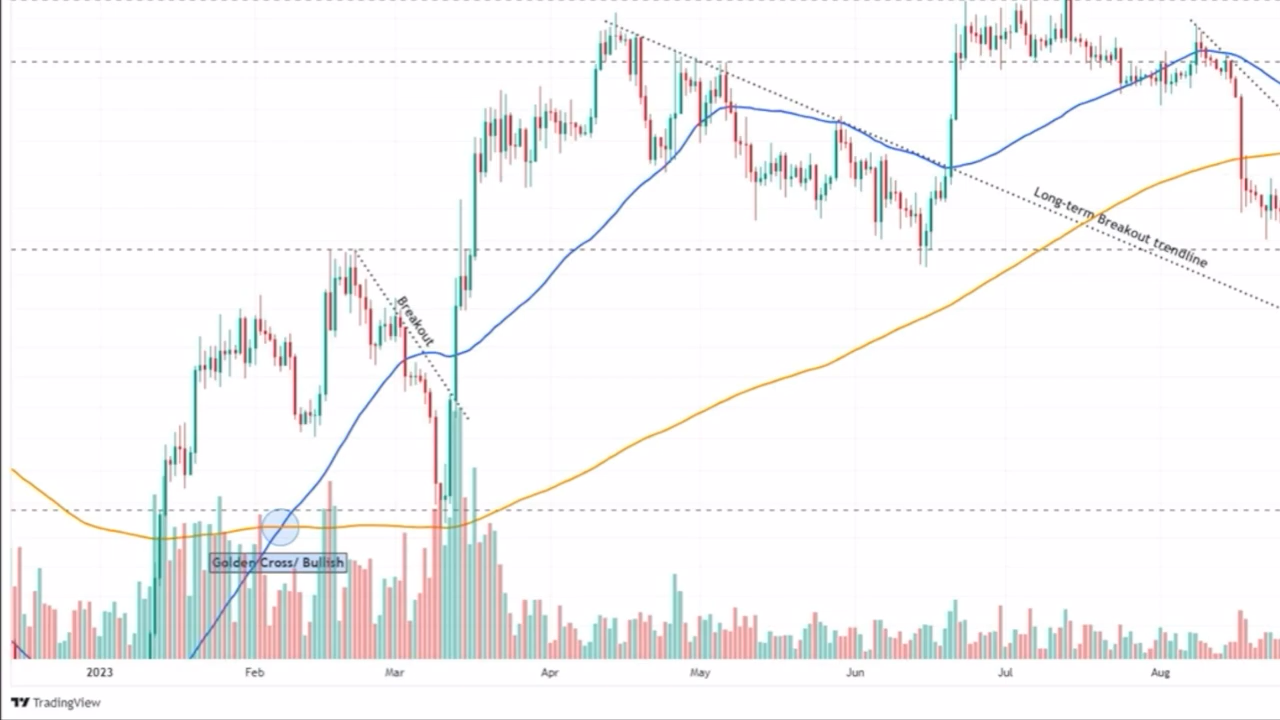 Long-term Breakout trendline
Breakout
Golden Cross/ Bullish
2023 Feb Mar Apr May Jun Jul Aug
TradingView